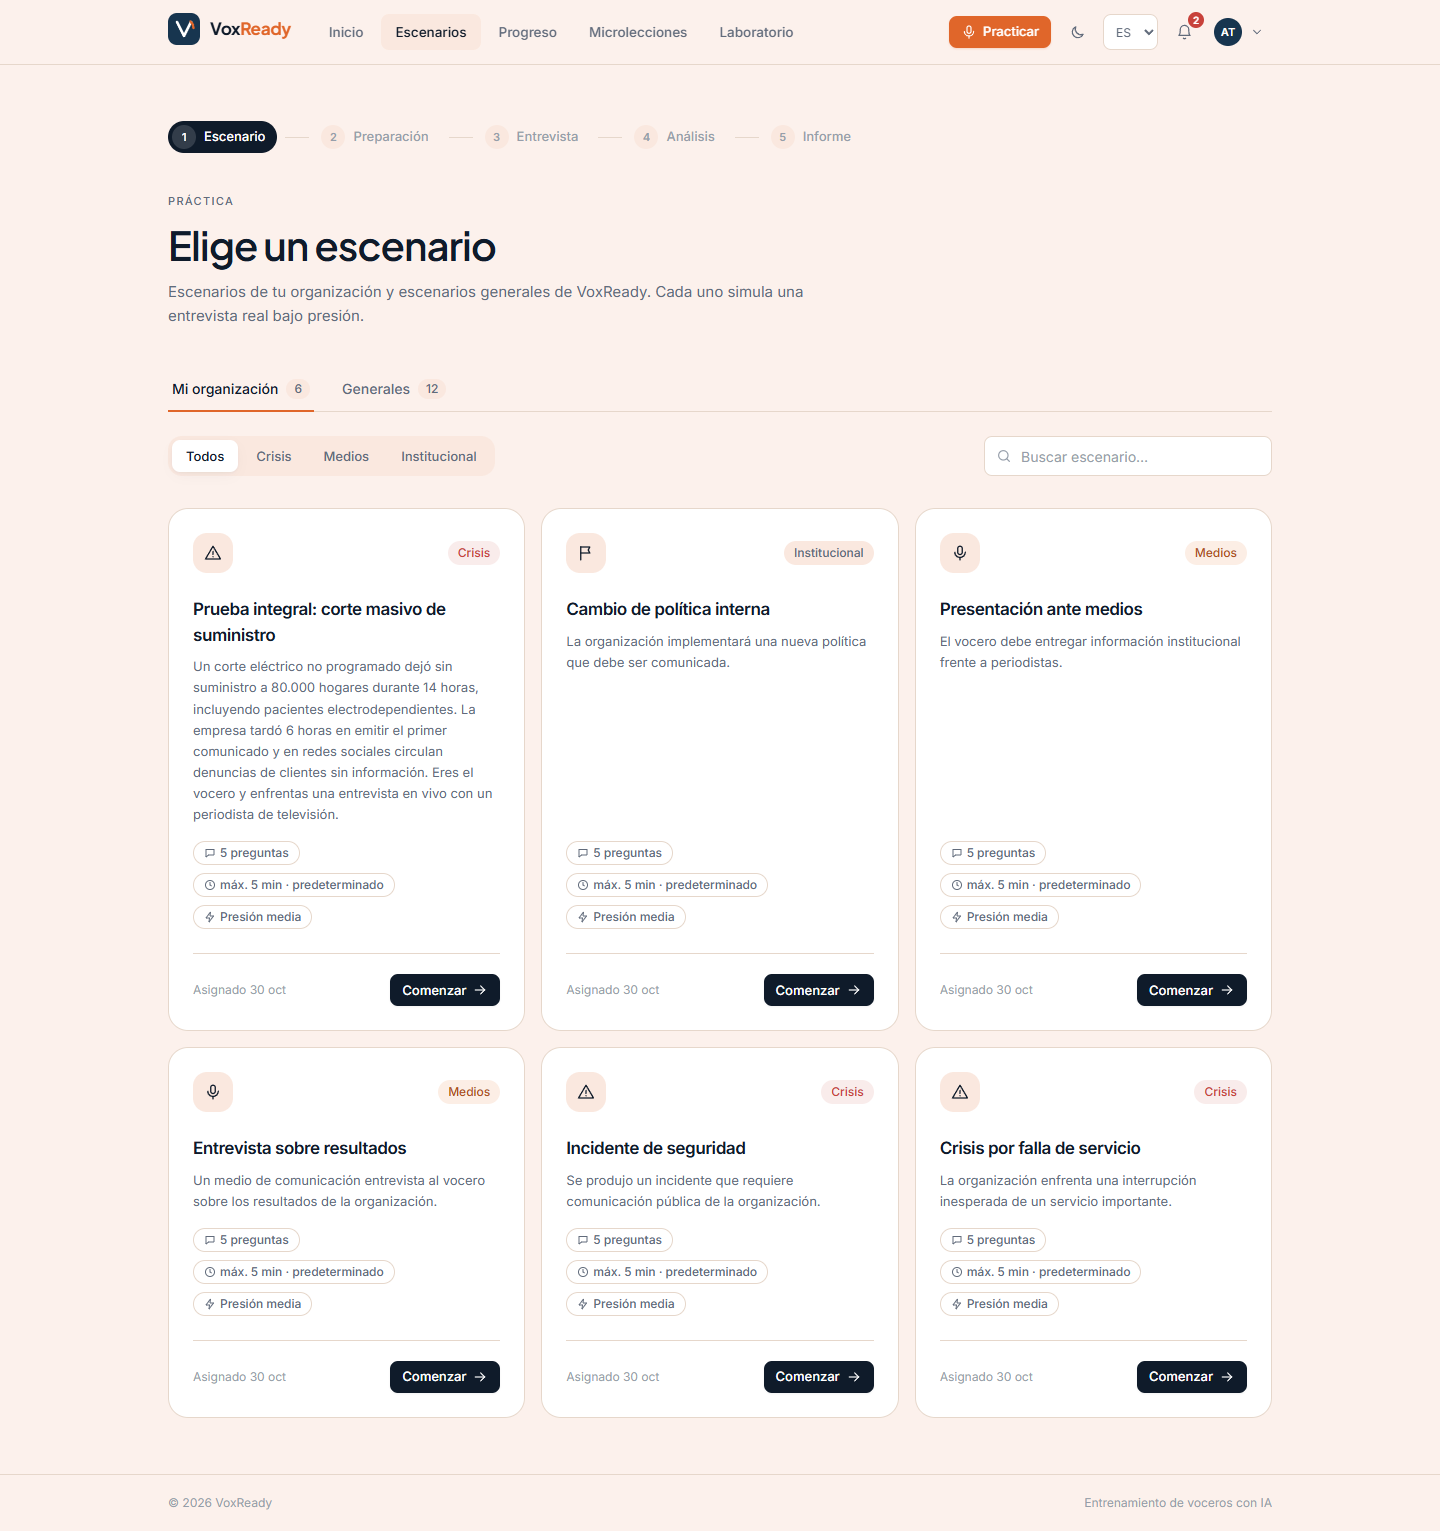 VoxReady
Inicio
Escenarios
Progreso
Microlecciones
Laboratorio
Practicar
ES
2
AT
1 Escenario
2 Preparación
3 Entrevista
4 Análisis
5 Informe
PRÁCTICA
Elige un escenario
Escenarios de tu organización y escenarios generales de VoxReady. Cada uno simula una
entrevista real bajo presión.
Mi organización 6
Generales 12
Todos
Crisis
Medios
Institucional
Buscar escenario...
Crisis
Prueba integral: corte masivo de
suministro
Un corte eléctrico no programado dejó sin
suministro a 80.000 hogares durante 14 horas,
incluyendo pacientes electrodependientes. La
empresa tardó 6 horas en emitir el primer
comunicado y en redes sociales circulan
denuncias de clientes sin información. Eres el
vocero y enfrentas una entrevista en vivo con un
periodista de televisión.
5 preguntas
máx. 5 min · predeterminado
Presión media
Asignado 30 oct
Comenzar
Institucional
Cambio de política interna
La organización implementará una nueva política
que debe ser comunicada.
5 preguntas
máx. 5 min · predeterminado
Presión media
Asignado 30 oct
Comenzar
Medios
Presentación ante medios
El vocero debe entregar información institucional
frente a periodistas.
5 preguntas
máx. 5 min · predeterminado
Presión media
Asignado 30 oct
Comenzar
Medios
Entrevista sobre resultados
Un medio de comunicación entrevista al vocero
sobre los resultados de la organización.
5 preguntas
máx. 5 min · predeterminado
Presión media
Asignado 30 oct
Comenzar
Crisis
Incidente de seguridad
Se produjo un incidente que requiere
comunicación pública de la organización.
5 preguntas
máx. 5 min · predeterminado
Presión media
Asignado 30 oct
Comenzar
Crisis
Crisis por falla de servicio
La organización enfrenta una interrupción
inesperada de un servicio importante.
5 preguntas
máx. 5 min · predeterminado
Presión media
Asignado 30 oct
Comenzar
© 2026 VoxReady
Entrenamiento de voceros con IA